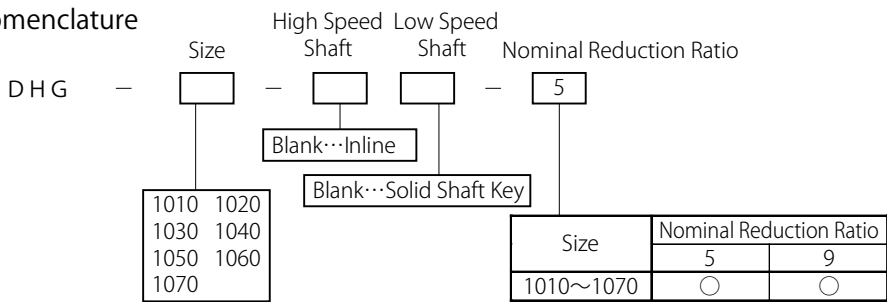 omenclature
High Speed Low Speed
Size Shaft Shaft Nominal Reduction Ratio
DHG － － － 5
Blank…Inline
Blank…Solid Shaft Key
1010 1020
1030 1040
1050 1060
1070
Size Nominal Reduction Ratio
5 9
1010～1070 ○ ○